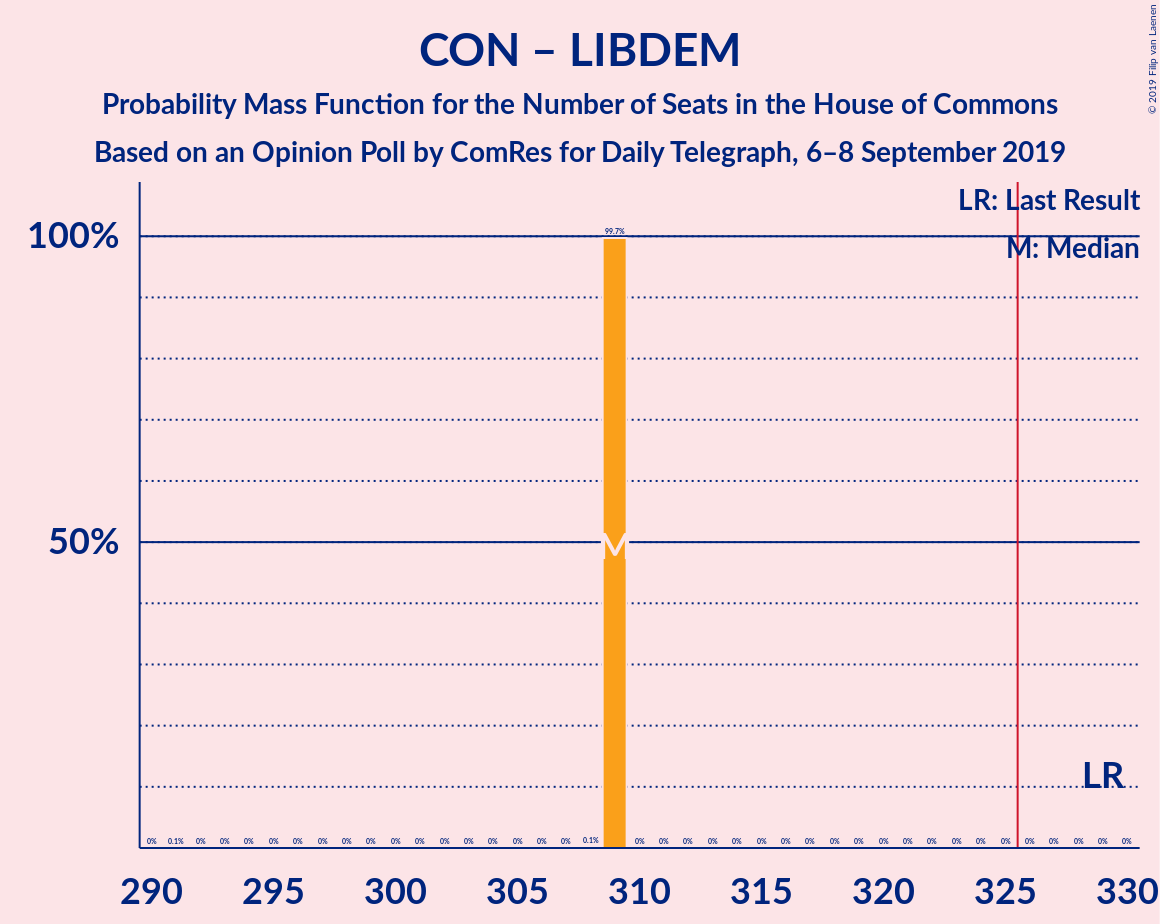 CON – LIBDEM
Probability Mass Function for the Number of Seats in the House of Commons
Based on an Opinion Poll by ComRes for Daily Telegraph, 6–8 September 2019
© 2019 Filip van Laenen
LR: Last Result
M: Median
100%
99.7%
50%
M
LR
0% 0.1% 0% 0% 0% 0% 0% 0% 0% 0% 0% 0% 0% 0% 0% 0% 0% 0% 0.1% 0% 0% 0% 0% 0% 0% 0% 0% 0% 0% 0% 0% 0% 0% 0% 0% 0% 0% 0% 0% 0%
290 295 300 305 310 315 320 325 330